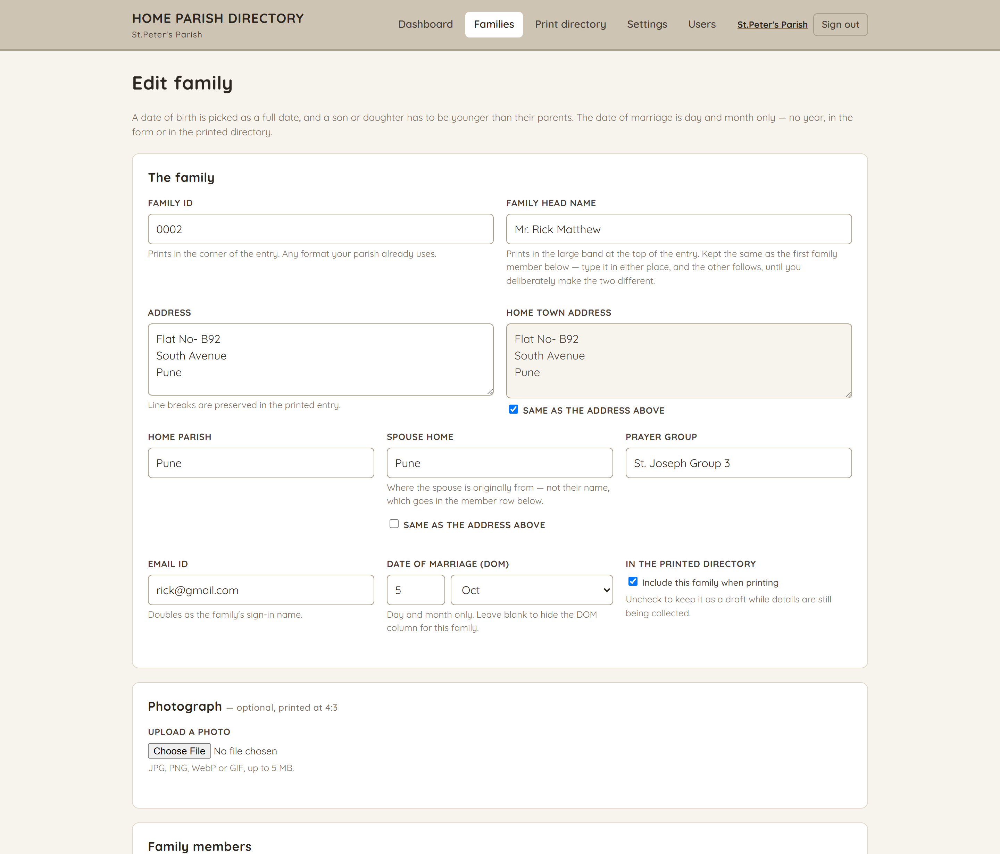 HOME PARISH DIRECTORY
St.Peter's Parish
Dashboard Families Print directory Settings Users St.Peter's Parish Sign out
Edit family
A date of birth is picked as a full date, and a son or daughter has to be younger than their parents. The date of marriage is day and month only — no year, in the
form or in the printed directory.
The family
FAMILY ID
0002
Prints in the corner of the entry. Any format your parish already uses.
FAMILY HEAD NAME
Mr. Rick Matthew
Prints in the large band at the top of the entry. Kept the same as the first family
member below — type it in either place, and the other follows, until you
deliberately make the two different.
ADDRESS
Flat No- B92
South Avenue
Pune
Line breaks are preserved in the printed entry.
HOME TOWN ADDRESS
Flat No- B92
South Avenue
Pune
SAME AS THE ADDRESS ABOVE
HOME PARISH
Pune
SPOUSE HOME
Pune
Where the spouse is originally from — not their name,
which goes in the member row below.
SAME AS THE ADDRESS ABOVE
PRAYER GROUP
St. Joseph Group 3
EMAIL ID
rick@gmail.com
Doubles as the family's sign-in name.
DATE OF MARRIAGE (DOM)
5 Oct
Day and month only. Leave blank to hide the DOM
column for this family.
IN THE PRINTED DIRECTORY
Include this family when printing
Uncheck to keep it as a draft while details are still
being collected.
Photograph — optional, printed at 4:3
UPLOAD A PHOTO
Choose File No file chosen
JPG, PNG, WebP or GIF, up to 5 MB.
Family members